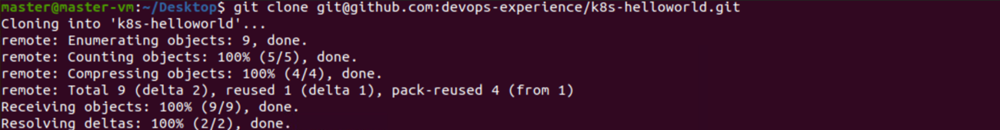 master@master-vm:~/Desktop$ git clone git@github.com:devops-experience/k8s-helloworld.git
Cloning into 'k8s-helloworld'...
remote: Enumerating objects: 9, done.
remote: Counting objects: 100% (5/5), done.
remote: Compressing objects: 100% (4/4), done.
remote: Total 9 (delta 2), reused 1 (delta 1), pack-reused 4 (from 1)
Receiving objects: 100% (9/9), done.
Resolving deltas: 100% (2/2), done.